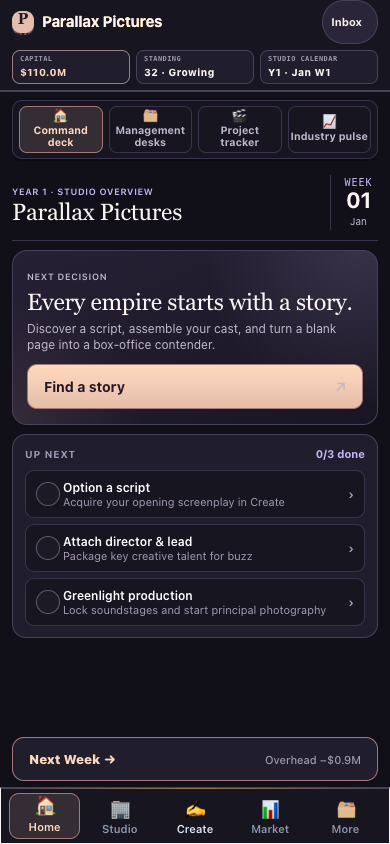 P
Parallax Pictures
Inbox
CAPITAL
$110.0M
STANDING
32 · Growing
STUDIO CALENDAR
Y1 · Jan W1
Command
deck
Management
desks
Project
tracker
Industry pulse
YEAR 1 · STUDIO OVERVIEW
Parallax Pictures
WEEK
01
Jan
NEXT DECISION
Every empire starts with a story.
Discover a script, assemble your cast, and turn a blank
page into a box-office contender.
Find a story ↗
UP NEXT
0/3 done
Option a script
Acquire your opening screenplay in Create
›
Attach director & lead
Package key creative talent for buzz
›
Greenlight production
Lock soundstages and start principal photography
›
Next Week →
Overhead −$0.9M
Home
Studio
Create
Market
More